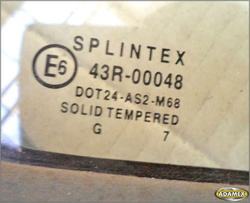 SPLINTEX
E6
43R-00048
DOT24-AS2-M68
SOLID TEMPERED
G 7
ADAMEX